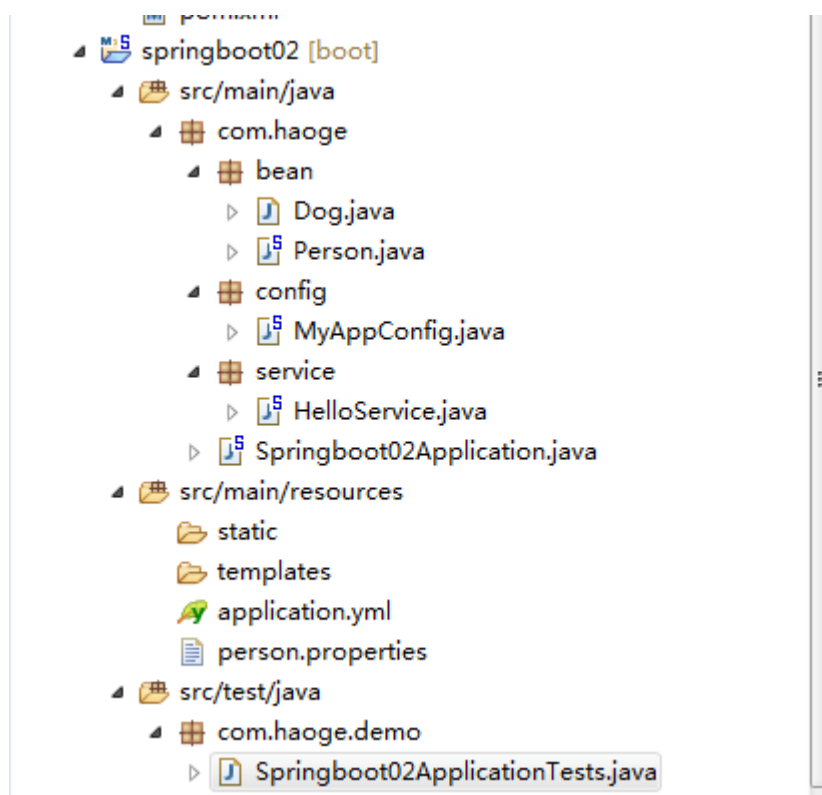 springboot02 [boot]
src/main/java
com.haoge
bean
Dog.java
Person.java
config
MyAppConfig.java
service
HelloService.java
Springboot02Application.java
src/main/resources
static
templates
application.yml
person.properties
src/test/java
com.haoge.demo
Springboot02ApplicationTests.java